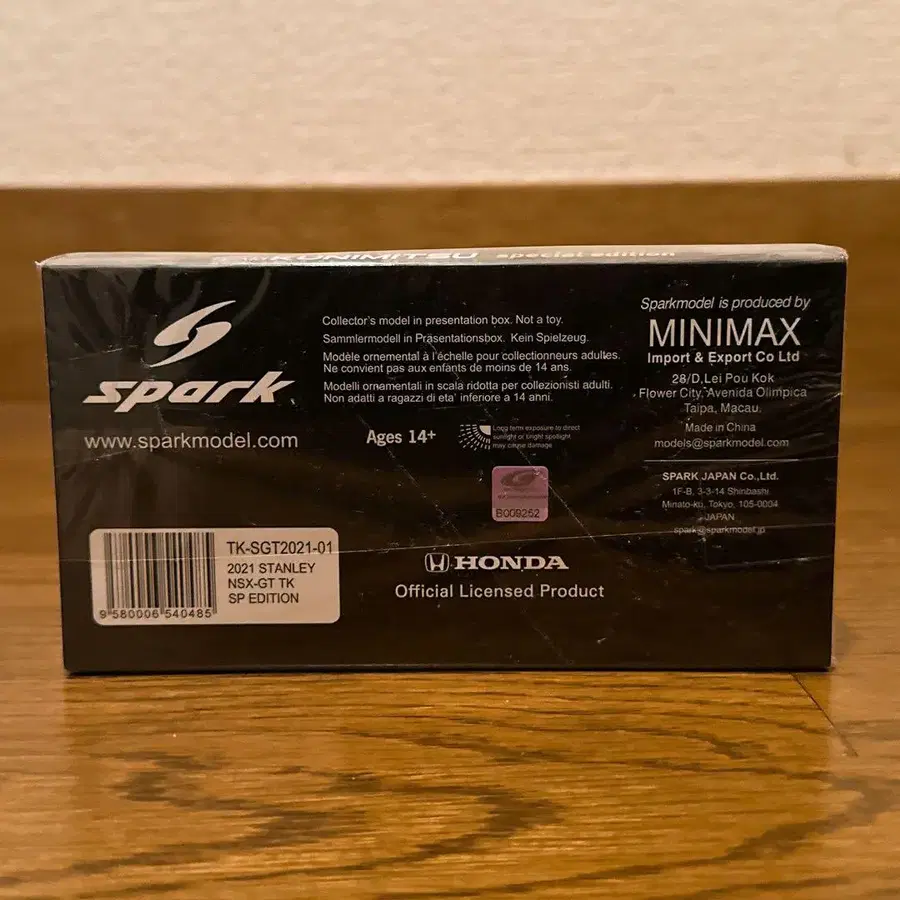 KUNIMITSU special edition
spark
www.sparkmodel.com
Collector's model in presentation box. Not a toy.
Sammlermodell in Präsentationsbox. Kein Spielzeug.
Modèle ornemental à l'échelle pour collectionneurs adultes.
Ne convient pas aux enfants de moins de 14 ans.
Modelli ornamentali in scala ridotta per collezionisti adulti.
Non adatti a ragazzi di eta' inferiore a 14 anni.
Ages 14+
Long term exposure to direct
sunlight or bright spotlight
may cause damage
B009252
HONDA
Official Licensed Product
Sparkmodel is produced by
MINIMAX
Import & Export Co Ltd
28/D,Lei Pou Kok
Flower City, Avenida Olimpica
Taipa, Macau.
Made in China
models@sparkmodel.com
SPARK JAPAN Co.,Ltd.
1F-B, 3-3-14 Shinbashi
Minato-ku, Tokyo, 105-0004
JAPAN
spark@sparkmodel.jp
TK-SGT2021-01
2021 STANLEY
NSX-GT TK
SP EDITION
9 580006 540485